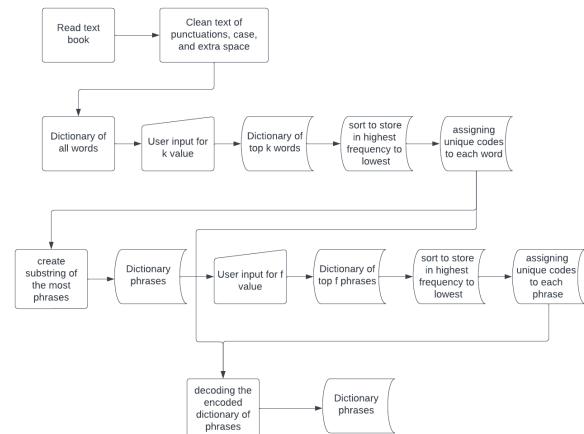 Read text
book
Clean text of
punctuations, case,
and extra space
Dictionary of
all words
User input for
k value
Dictionary of
top k words
sort to store
in highest
frequency to
lowest
assigning
unique codes
to each word
create
substring of
the most
phrases
Dictionary
phrases
User input for f
value
Dictionary of
top f phrases
sort to store
in highest
frequency to
lowest
assigning
unique codes
to each
phrase
decoding the
encoded
dictionary of
phrases
Dictionary
phrases